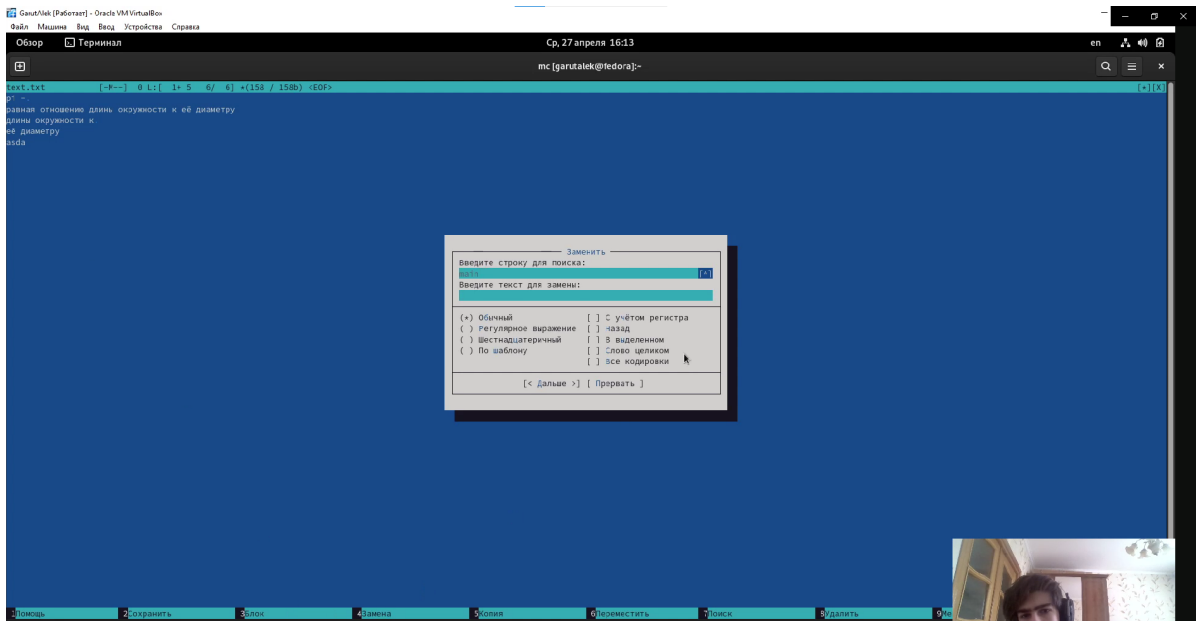 GarutAlek [Работает] - Oracle VM VirtualBox
Файл Машина Вид Ввод Устройства Справка
Обзор Терминал Ср, 27 апреля 16:13 en
mc [garutalek@fedora]:~
text.txt [-M--] 0 L:[ 1+ 5 6/ 6] *(158 / 158b) <EOF> [*][X]
равная отношению длинь окружности к её диаметру
длины окружности к
её диаметру
asda
Заменить
Введите строку для поиска:
main [^]
Введите текст для замены:
(*) Обычный [ ] С учётом регистра
( ) Регулярное выражение [ ] Назад
( ) Шестнадцатеричный [ ] В выделенном
( ) По шаблону [ ] Слово целиком
[ ] Все кодировки
[< Дальше >] [ Прервать ]
1Помощь 2Сохранить 3Блок 4Замена 5Копия 6Переместить 7Поиск 8Удалить 9